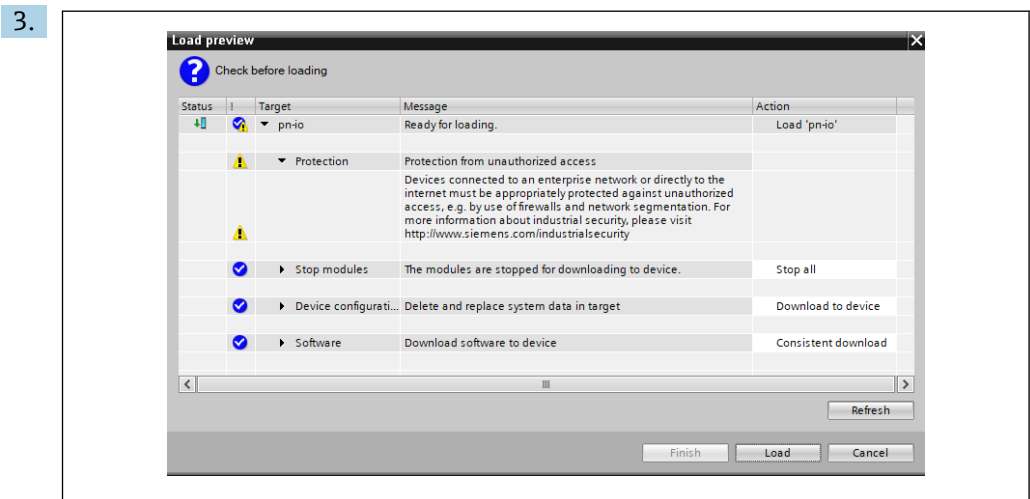 3.
Load preview
Check before loading
Status ! Target Message Action
pn-io Ready for loading. Load 'pn-io'
Protection Protection from unauthorized access
Devices connected to an enterprise network or directly to the
internet must be appropriately protected against unauthorized
access, e.g. by use of firewalls and network segmentation. For
more information about industrial security, please visit
http://www.siemens.com/industrialsecurity
Stop modules The modules are stopped for downloading to device. Stop all
Device configurati... Delete and replace system data in target Download to device
Software Download software to device Consistent download
Refresh
Finish Load Cancel